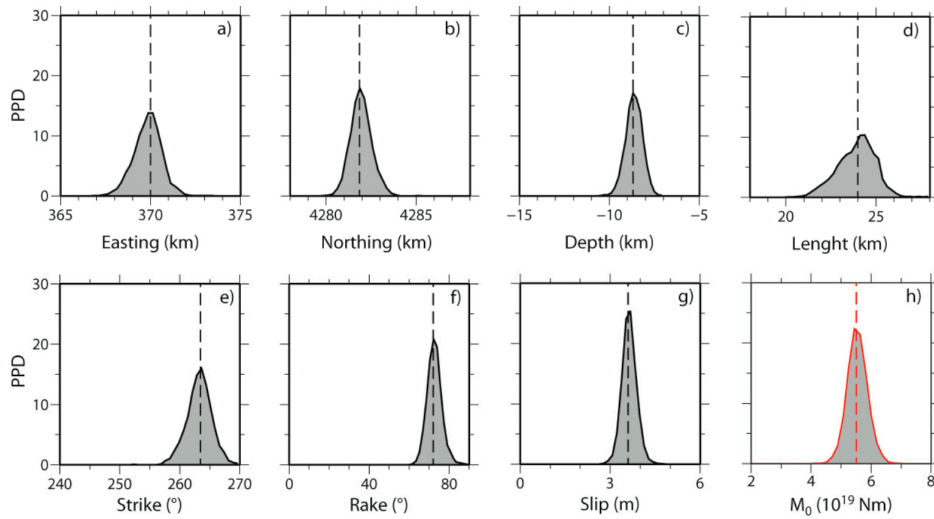 30
20
10
0
PPD
a)
b)
c)
d)
365
370
375
4280
4285
−15
−10
−5
20
25
Easting (km)
Northing (km)
Depth (km)
Lenght (km)
30
20
10
0
PPD
e)
f)
g)
h)
240
250
260
270
0
40
80
0
3
6
2
4
6
8
Strike (°)
Rake (°)
Slip (m)
M₀ (10¹⁹ Nm)